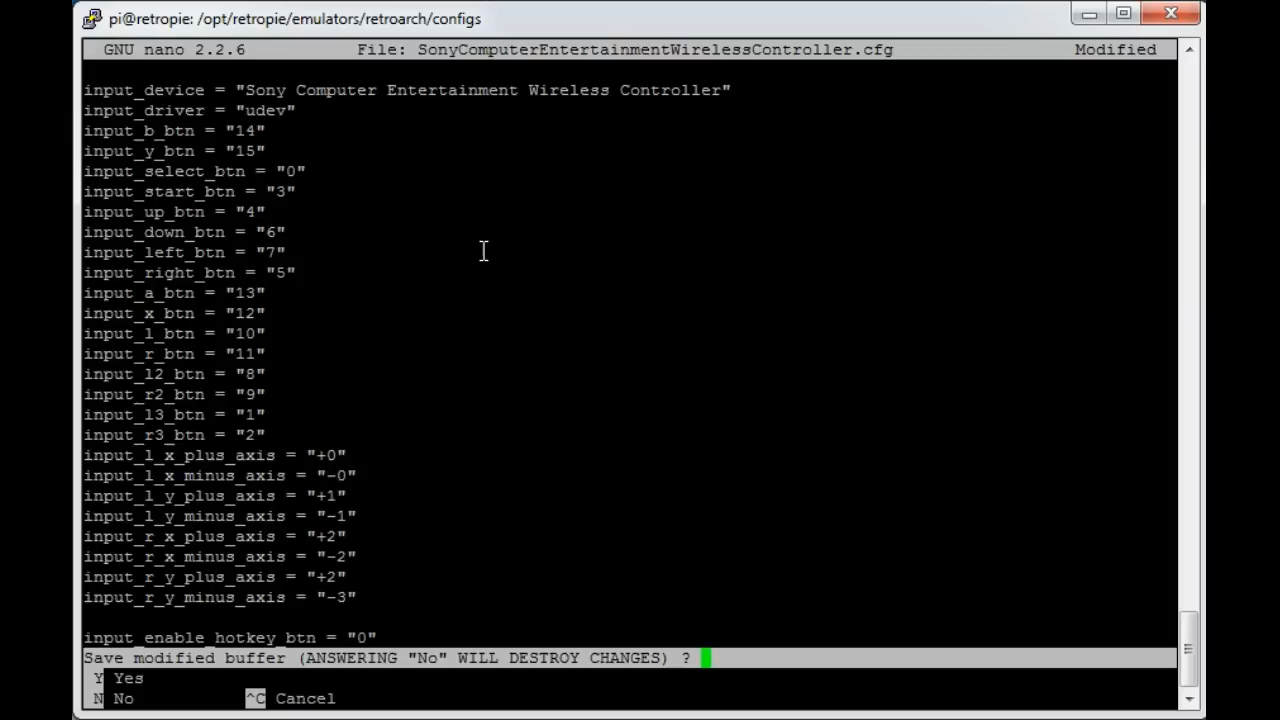 pi@retropie: /opt/retropie/emulators/retroarch/configs
GNU nano 2.2.6 File: SonyComputerEntertainmentWirelessController.cfg Modified
input_device = "Sony Computer Entertainment Wireless Controller"
input_driver = "udev"
input_b_btn = "14"
input_y_btn = "15"
input_select_btn = "0"
input_start_btn = "3"
input_up_btn = "4"
input_down_btn = "6"
input_left_btn = "7"
input_right_btn = "5"
input_a_btn = "13"
input_x_btn = "12"
input_l_btn = "10"
input_r_btn = "11"
input_l2_btn = "8"
input_r2_btn = "9"
input_l3_btn = "1"
input_r3_btn = "2"
input_l_x_plus_axis = "+0"
input_l_x_minus_axis = "-0"
input_l_y_plus_axis = "+1"
input_l_y_minus_axis = "-1"
input_r_x_plus_axis = "+2"
input_r_x_minus_axis = "-2"
input_r_y_plus_axis = "+2"
input_r_y_minus_axis = "-3"
input_enable_hotkey_btn = "0"
Save modified buffer (ANSWERING "No" WILL DESTROY CHANGES) ?
Y Yes
N No ^C Cancel